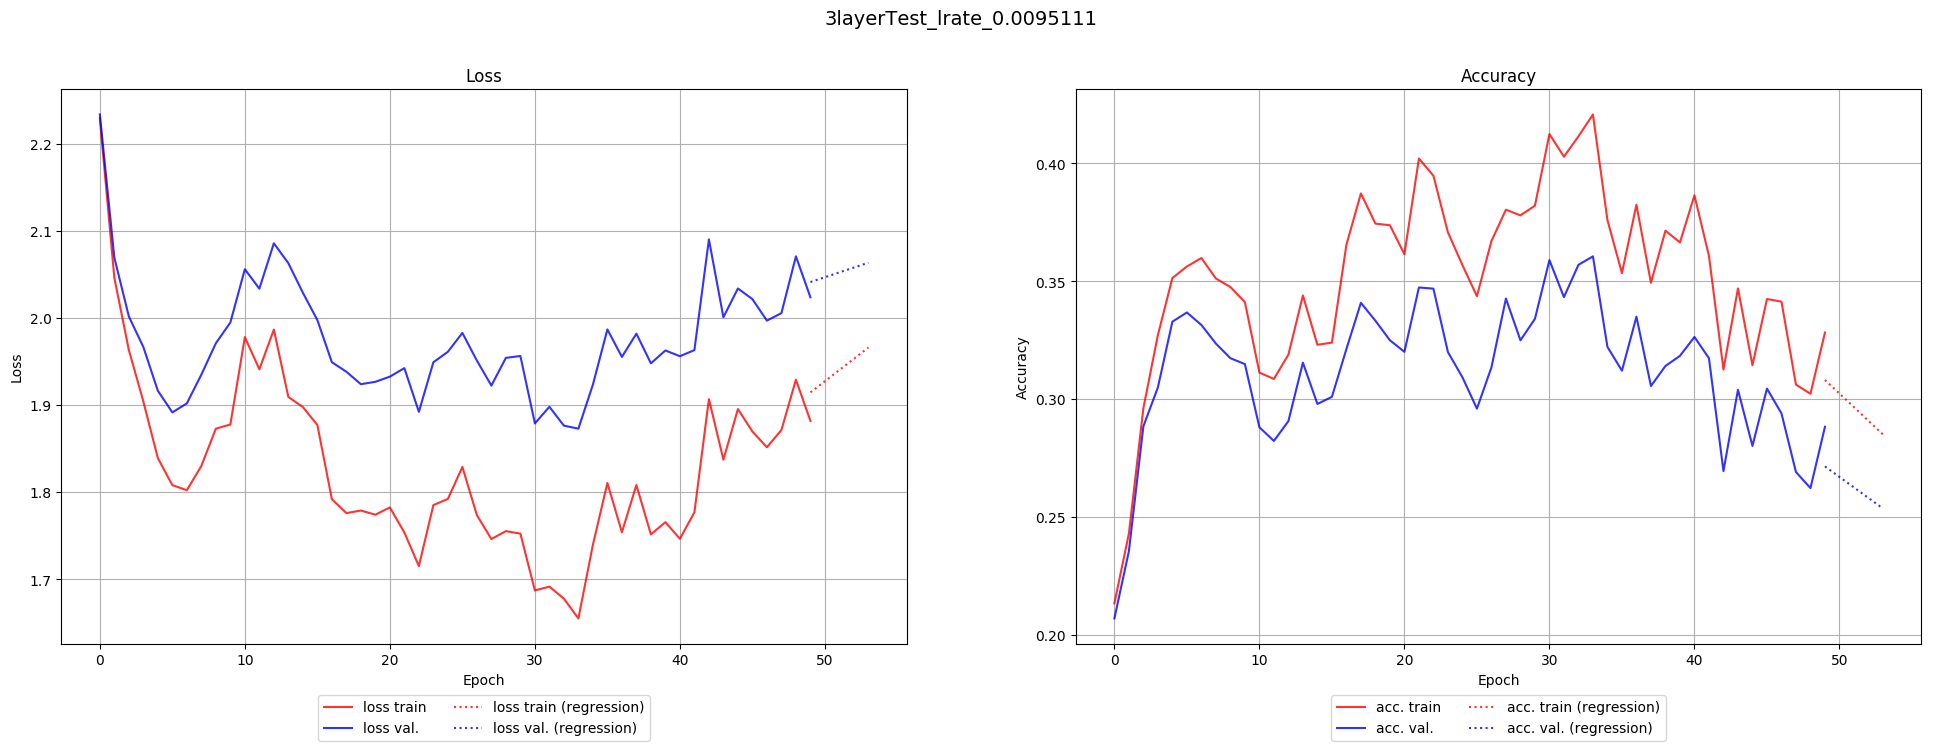 3layerTest_lrate_0.0095111
Loss
Loss
2.2
2.1
2.0
1.9
1.8
1.7
0 10 20 30 40 50
Epoch
loss train
loss val.
loss train (regression)
loss val. (regression)
Accuracy
Accuracy
0.40
0.35
0.30
0.25
0.20
0 10 20 30 40 50
Epoch
acc. train
acc. val.
acc. train (regression)
acc. val. (regression)